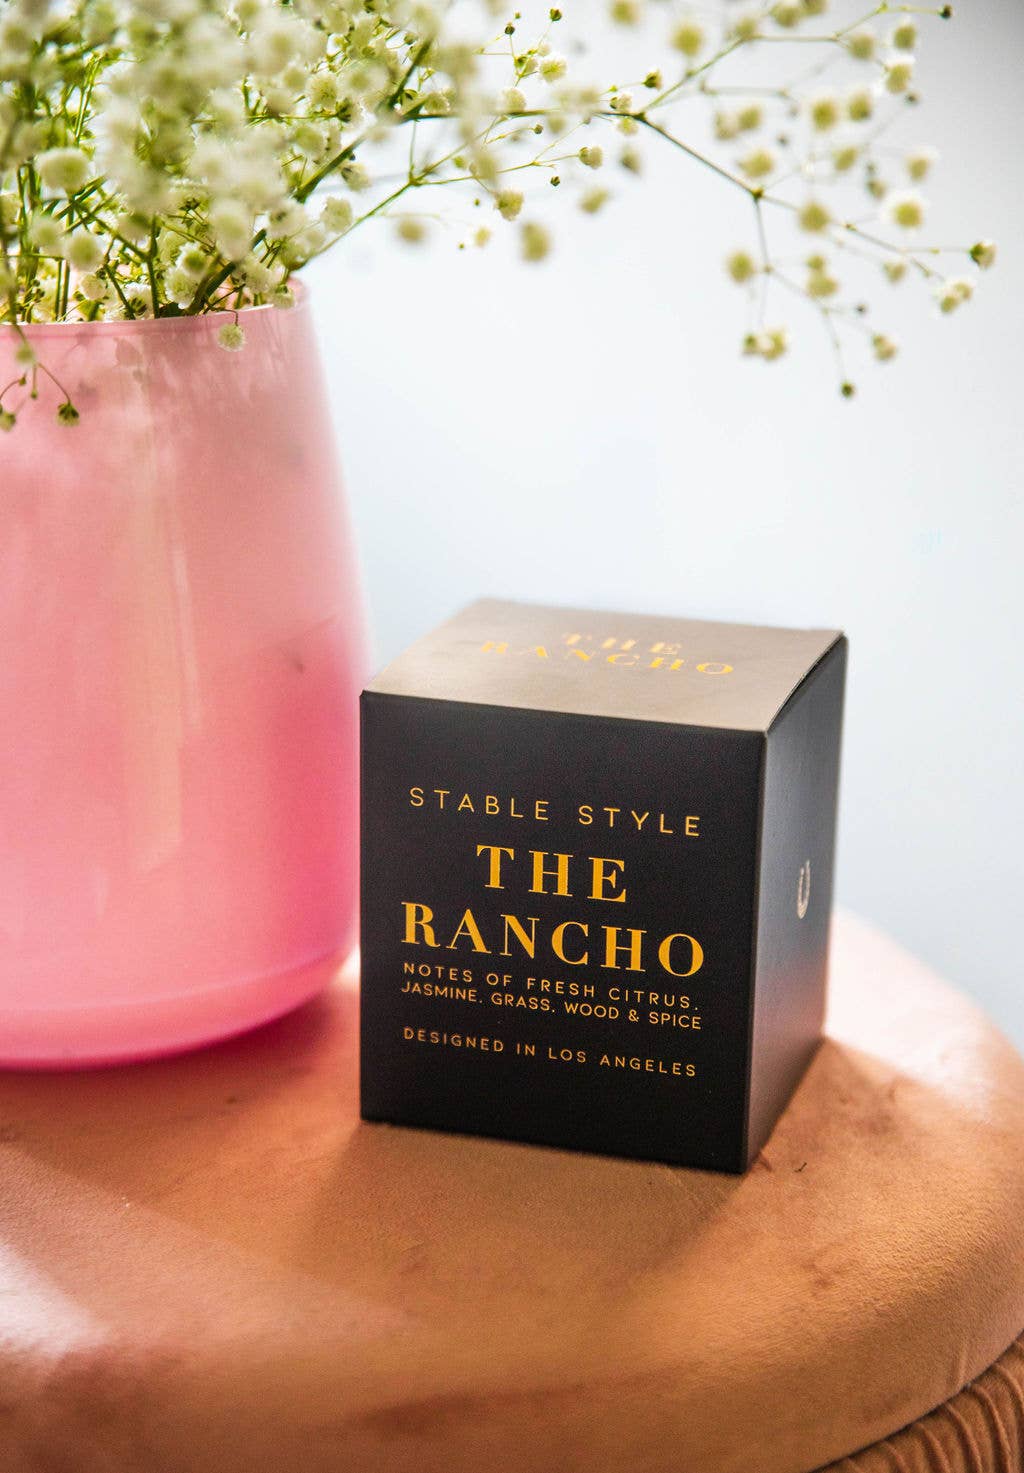 THE
RANCHO
STABLE STYLE
THE
RANCHO
NOTES OF FRESH CITRUS,
JASMINE, GRASS, WOOD & SPICE
DESIGNED IN LOS ANGELES